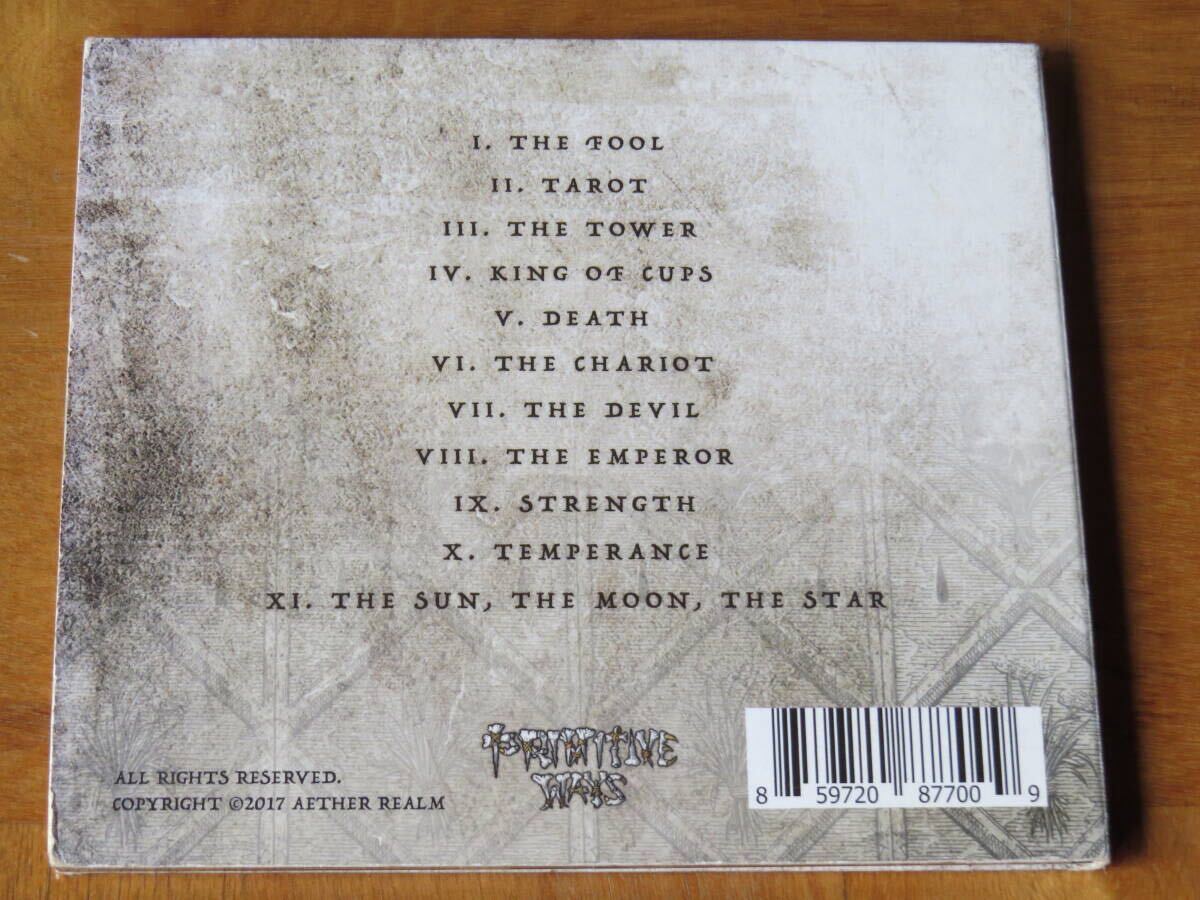 I. THE FOOL
II. TAROT
III. THE TOWER
IV. KING OF CUPS
V. DEATH
VI. THE CHARIOT
VII. THE DEVIL
VIII. THE EMPEROR
IX. STRENGTH
X. TEMPERANCE
XI. THE SUN, THE MOON, THE STAR
PRIMITIVE
WAYS
ALL RIGHTS RESERVED.
COPYRIGHT ©2017 AETHER REALM
8 59720 87700 9